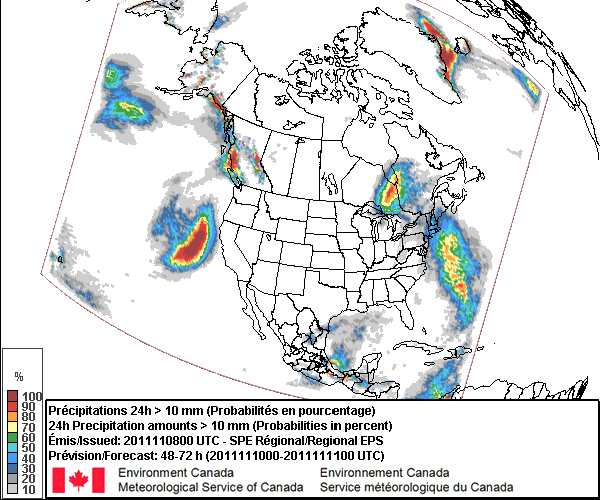 %
100
90
80
70
60
50
40
30
20
10
Précipitations 24h > 10 mm (Probabilités en pourcentage)
24h Precipitation amounts > 10 mm (Probabilities in percent)
Émis/Issued: 2011110800 UTC - SPE Régional/Regional EPS
Prévision/Forecast: 48-72 h (2011111000-2011111100 UTC)
Environment Canada Environnement Canada
Meteorological Service of Canada Service météorologique du Canada